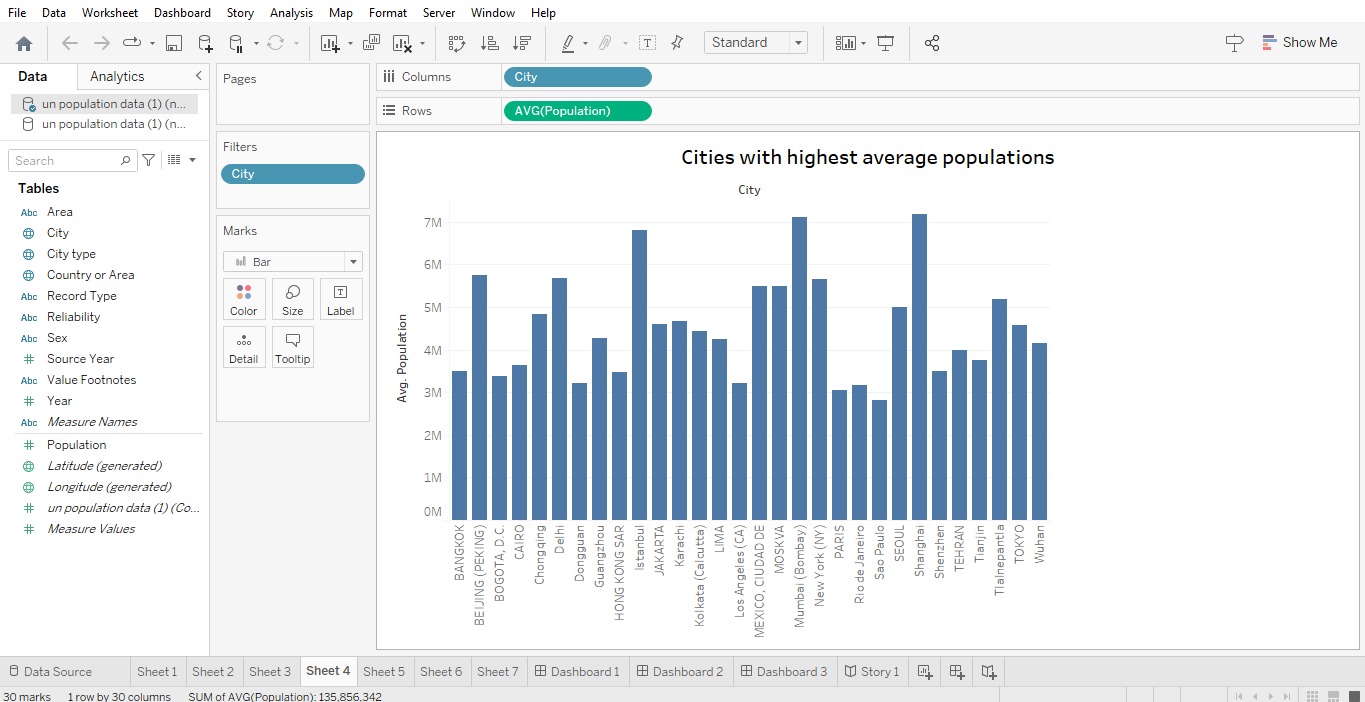 File Data Worksheet Dashboard Story Analysis Map Format Server Window Help
Standard
Show Me
Data Analytics
un population data (1) (n...
un population data (1) (n...
Search
Tables
Abc Area
City
City type
Country or Area
Abc Record Type
Abc Reliability
Abc Sex
# Source Year
Abc Value Footnotes
# Year
Abc Measure Names
# Population
Latitude (generated)
Longitude (generated)
# un population data (1) (Co...
# Measure Values
Pages
Filters
City
Marks
Bar
Color Size Label
Detail Tooltip
Columns City
Rows AVG(Population)
Cities with highest average populations
City
7M
6M
5M
4M
3M
2M
1M
0M
Avg. Population
BANGKOK
BEIJING (PEKING)
BOGOTA, D.C.
CAIRO
Chongqing
Delhi
Dongguan
Guangzhou
HONG KONG SAR
Istanbul
JAKARTA
Karachi
Kolkata (Calcutta)
LIMA
Los Angeles (CA)
MEXICO, CIUDAD DE
MOSKVA
Mumbai (Bombay)
New York (NY)
PARIS
Rio de Janeiro
Sao Paulo
SEOUL
Shanghai
Shenzhen
TEHRAN
Tianjin
Tlalnepantla
TOKYO
Wuhan
Data Source Sheet 1 Sheet 2 Sheet 3 Sheet 4 Sheet 5 Sheet 6 Sheet 7 Dashboard 1 Dashboard 2 Dashboard 3 Story 1
30 marks 1 row by 30 columns SUM of AVG(Population): 135,856,342